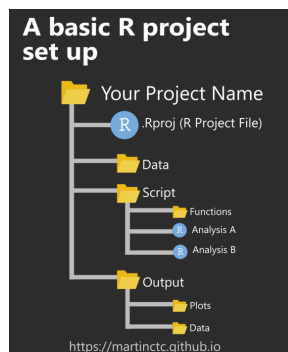 A basic R project
set up
Your Project Name
R .Rproj (R Project File)
Data
Script
Functions
R Analysis A
R Analysis B
Output
Plots
Data
https://martinctc.github.io